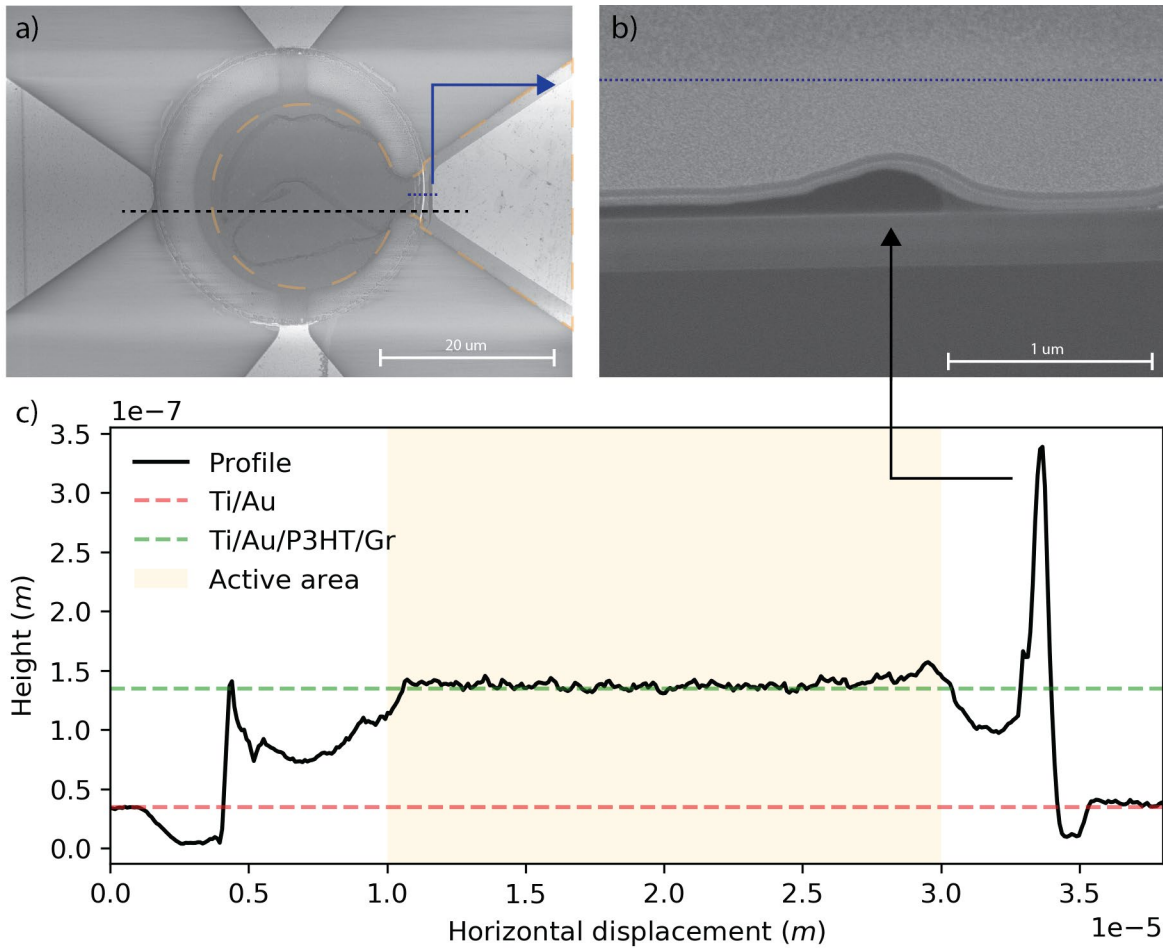 a)
20 um
b)
1 um
c)
1e−7
3.5
3.0
2.5
2.0
1.5
1.0
0.5
0.0
Height (m)
Profile
Ti/Au
Ti/Au/P3HT/Gr
Active area
0.0 0.5 1.0 1.5 2.0 2.5 3.0 3.5
Horizontal displacement (m)
1e−5